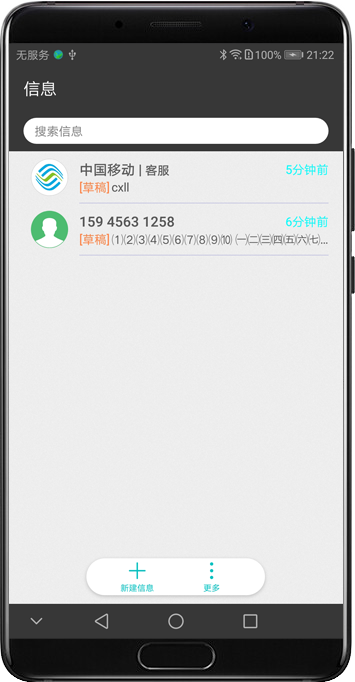 无服务 100% 21:22
信息
搜索信息
中国移动 | 客服 5分钟前
[草稿] cxll
159 4563 1258 6分钟前
[草稿] ⑴⑵⑶⑷⑸⑹⑺⑻⑼⑽ ㈠㈡㈢㈣㈤㈥㈦...
新建信息 更多